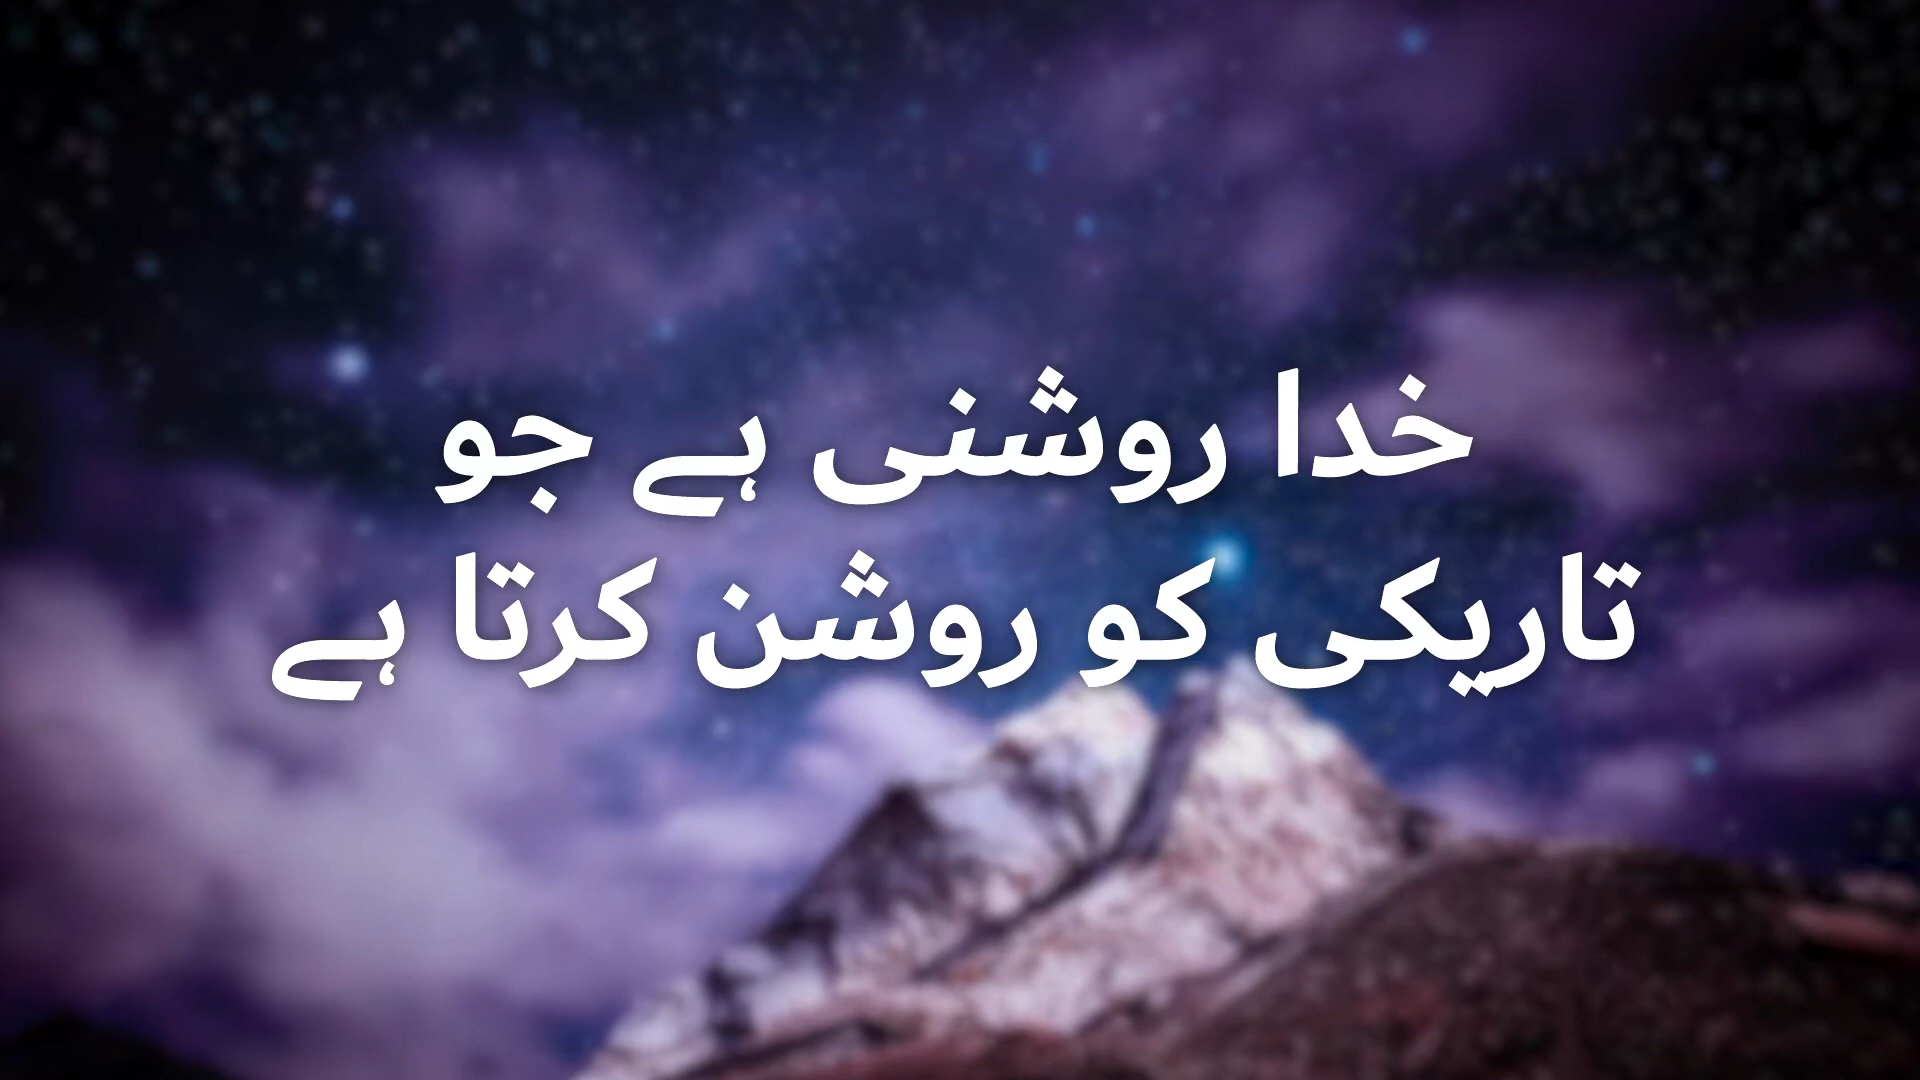 خدا روشنی ہے جو
تاریکی کو روشن کرتا ہے